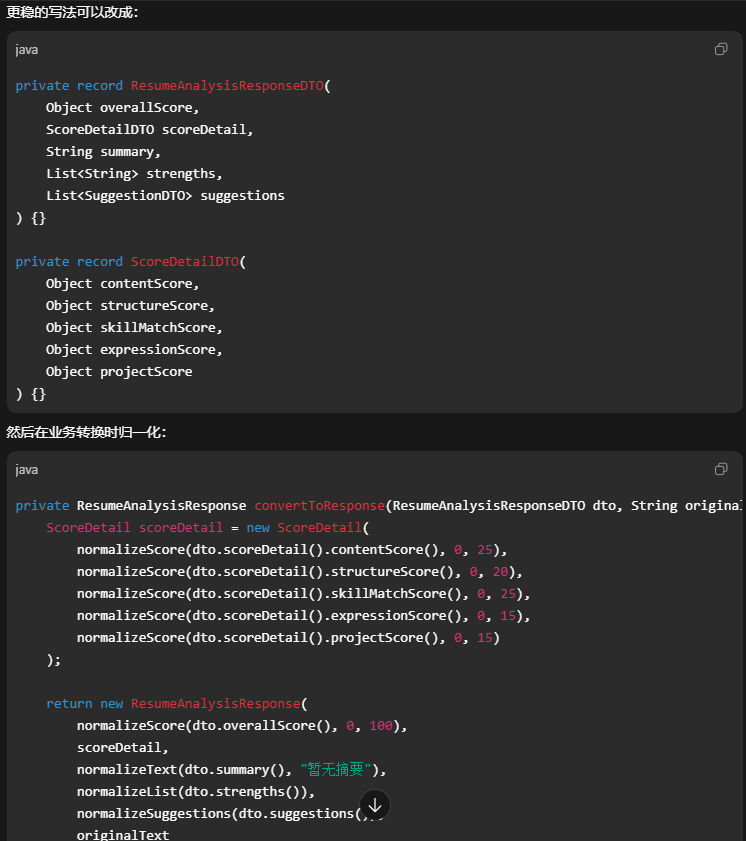 更稳的写法可以改成：
java
private record ResumeAnalysisResponseDTO(
    Object overallScore,
    ScoreDetailDTO scoreDetail,
    String summary,
    List<String> strengths,
    List<SuggestionDTO> suggestions
) {}
private record ScoreDetailDTO(
    Object contentScore,
    Object structureScore,
    Object skillMatchScore,
    Object expressionScore,
    Object projectScore
) {}
然后在业务转换时归一化：
java
private ResumeAnalysisResponse convertToResponse(ResumeAnalysisResponseDTO dto, String original
    ScoreDetail scoreDetail = new ScoreDetail(
        normalizeScore(dto.scoreDetail().contentScore(), 0, 25),
        normalizeScore(dto.scoreDetail().structureScore(), 0, 20),
        normalizeScore(dto.scoreDetail().skillMatchScore(), 0, 25),
        normalizeScore(dto.scoreDetail().expressionScore(), 0, 15),
        normalizeScore(dto.scoreDetail().projectScore(), 0, 15)
    );
    return new ResumeAnalysisResponse(
        normalizeScore(dto.overallScore(), 0, 100),
        scoreDetail,
        normalizeText(dto.summary(), "暂无摘要"),
        normalizeList(dto.strengths()),
        normalizeSuggestions(dto.suggestions(),
        originalText